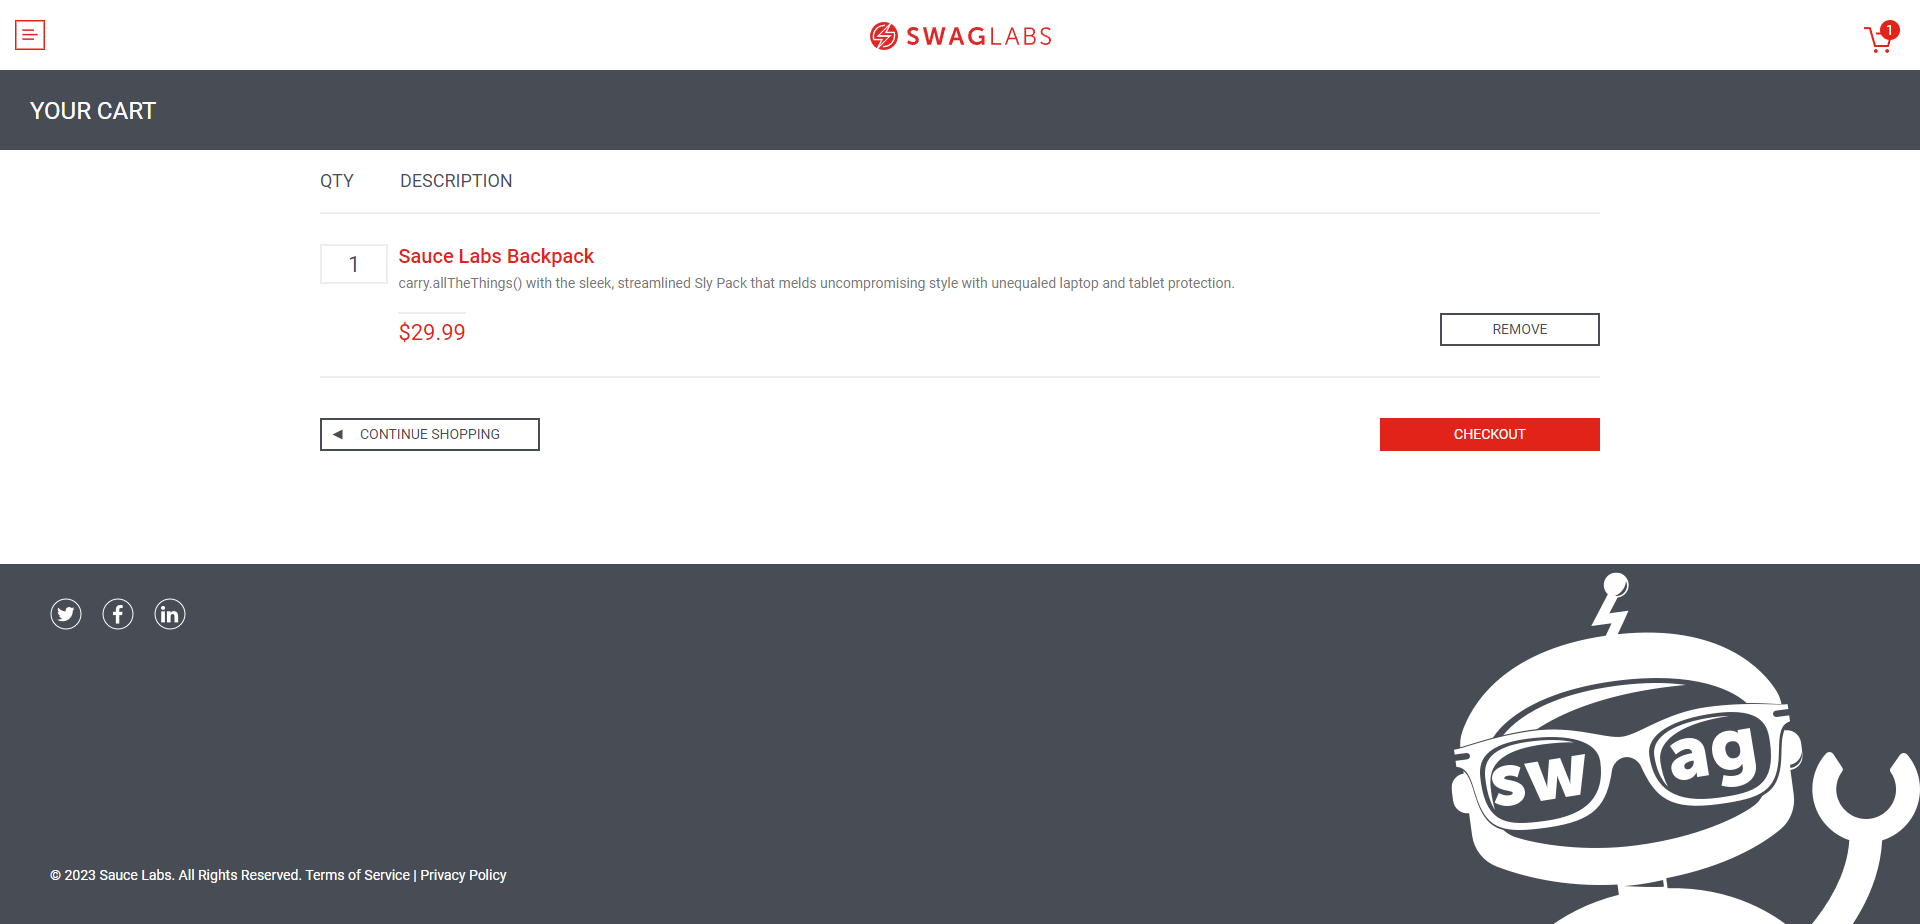 SWAGLABS
1
YOUR CART
QTY DESCRIPTION
1
Sauce Labs Backpack
carry.allTheThings() with the sleek, streamlined Sly Pack that melds uncompromising style with unequaled laptop and tablet protection.
$29.99
REMOVE
CONTINUE SHOPPING
CHECKOUT
swag
© 2023 Sauce Labs. All Rights Reserved. Terms of Service | Privacy Policy